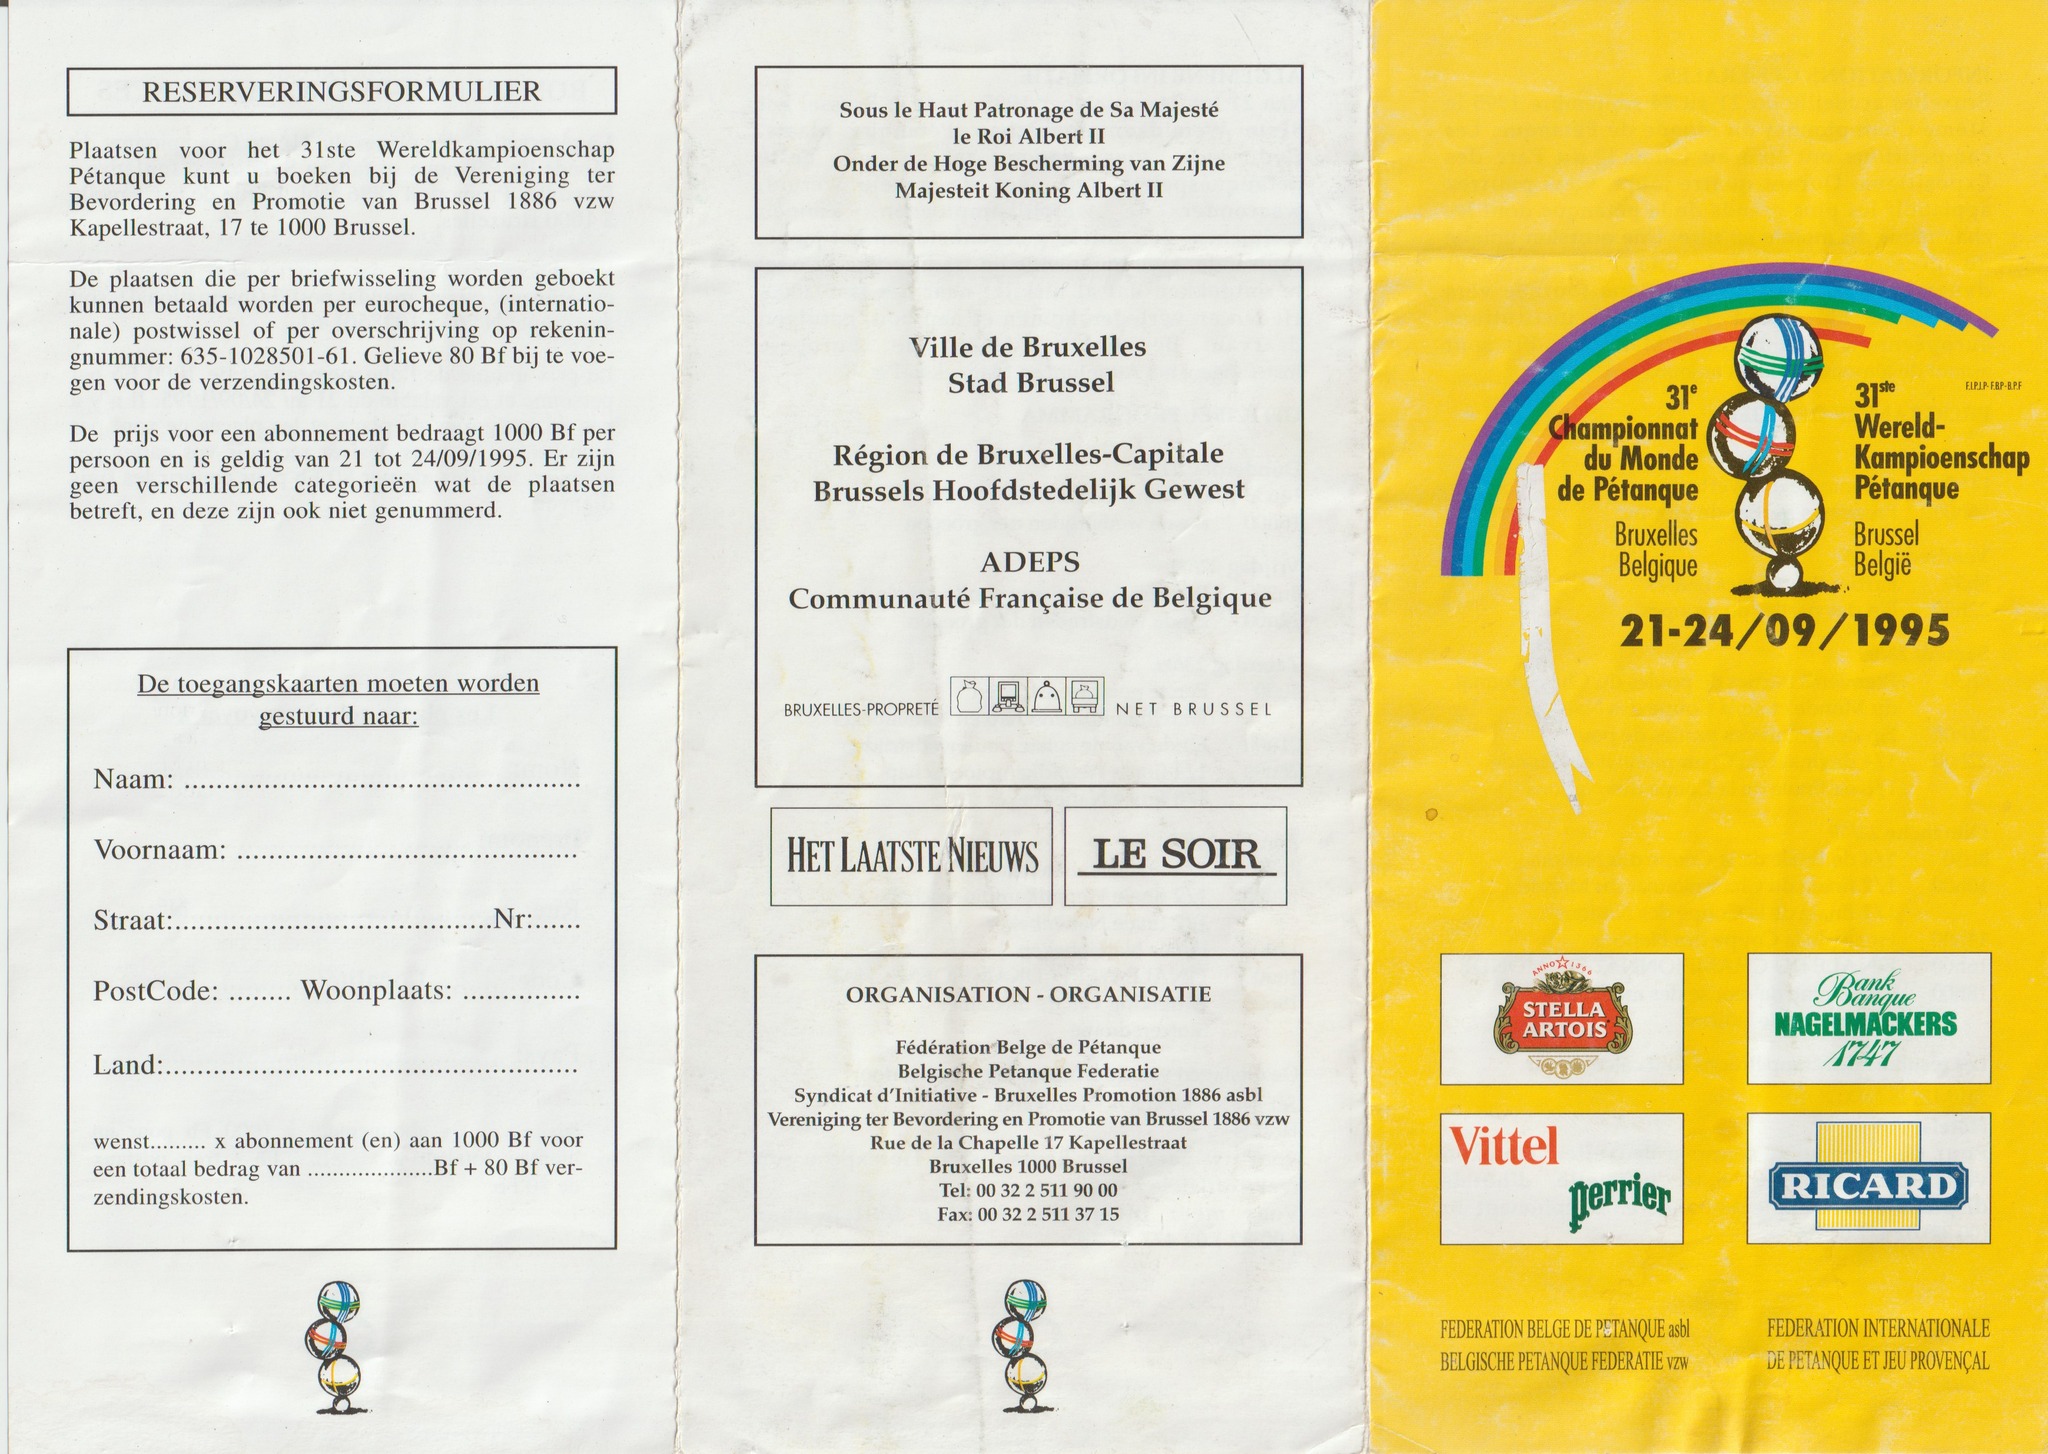 RESERVERINGSFORMULIER
Plaatsen voor het 31ste Wereldkampioenschap
Pétanque kunt u boeken bij de Vereniging ter
Bevordering en Promotie van Brussel 1886 vzw
Kapellestraat, 17 te 1000 Brussel.
De plaatsen die per briefwisseling worden geboekt
kunnen betaald worden per eurocheque, (internatio-
nale) postwissel of per overschrijving op rekenin-
gnummer: 635-1028501-61. Gelieve 80 Bf bij te voe-
gen voor de verzendingskosten.
De prijs voor een abonnement bedraagt 1000 Bf per
persoon en is geldig van 21 tot 24/09/1995. Er zijn
geen verschillende categorieën wat de plaatsen
betreft, en deze zijn ook niet genummerd.
De toegangskaarten moeten worden
gestuurd naar:
Naam: ..................................................
Voornaam: ...........................................
Straat:........................................Nr:......
PostCode: ........ Woonplaats: ...............
Land:....................................................
wenst......... x abonnement (en) aan 1000 Bf voor
een totaal bedrag van .....................Bf + 80 Bf ver-
zendingskosten.
Sous le Haut Patronage de Sa Majesté
le Roi Albert II
Onder de Hoge Bescherming van Zijne
Majesteit Koning Albert II
Ville de Bruxelles
Stad Brussel
Région de Bruxelles-Capitale
Brussels Hoofdstedelijk Gewest
ADEPS
Communauté Française de Belgique
BRUXELLES-PROPRETÉ NET BRUSSEL
HET LAATSTE NIEUWS
LE SOIR
ORGANISATION - ORGANISATIE
Fédération Belge de Pétanque
Belgische Petanque Federatie
Syndicat d'Initiative - Bruxelles Promotion 1886 asbl
Vereniging ter Bevordering en Promotie van Brussel 1886 vzw
Rue de la Chapelle 17 Kapellestraat
Bruxelles 1000 Brussel
Tel: 00 32 2 511 90 00
Fax: 00 32 2 511 37 15
31e
Championnat
du Monde
de Pétanque
Bruxelles
Belgique
31ste
Wereld-
Kampioenschap
Pétanque
Brussel
België
F.I.P.J.P- F.B.P-B.P.F
21-24/09/1995
ANNO 1366
STELLA
ARTOIS
Bank
Banque
NAGELMACKERS
1747
Vittel
perrier
RICARD
FEDERATION BELGE DE PETANQUE asbl
BELGISCHE PETANQUE FEDERATIE vzw
FEDERATION INTERNATIONALE
DE PETANQUE ET JEU PROVENÇAL